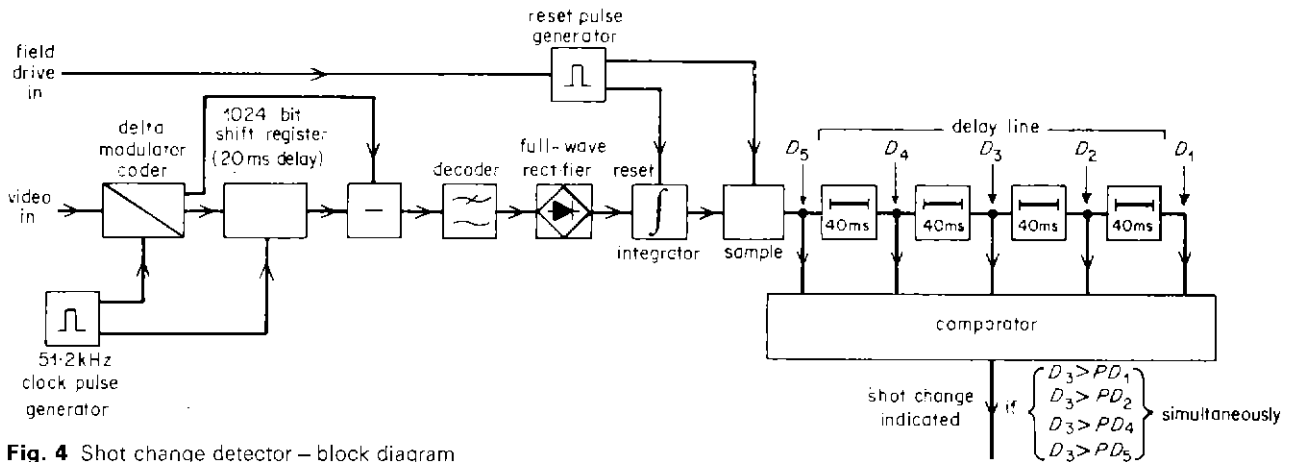 reset pulse
generator
field
drive
in
1024 bit
shift register
(20ms delay)
delta
modulator
coder
video
in
decoder
full-wave
rectifier
reset
integrator
sample
delay line
D5
D4
D3
D2
D1
40ms
40ms
40ms
40ms
comparator
51·2kHz
clock pulse
generator
shot change
indicated
if
D3 > PD1
D3 > PD2
D3 > PD4
D3 > PD5
simultaneously
Fig. 4 Shot change detector – block diagram